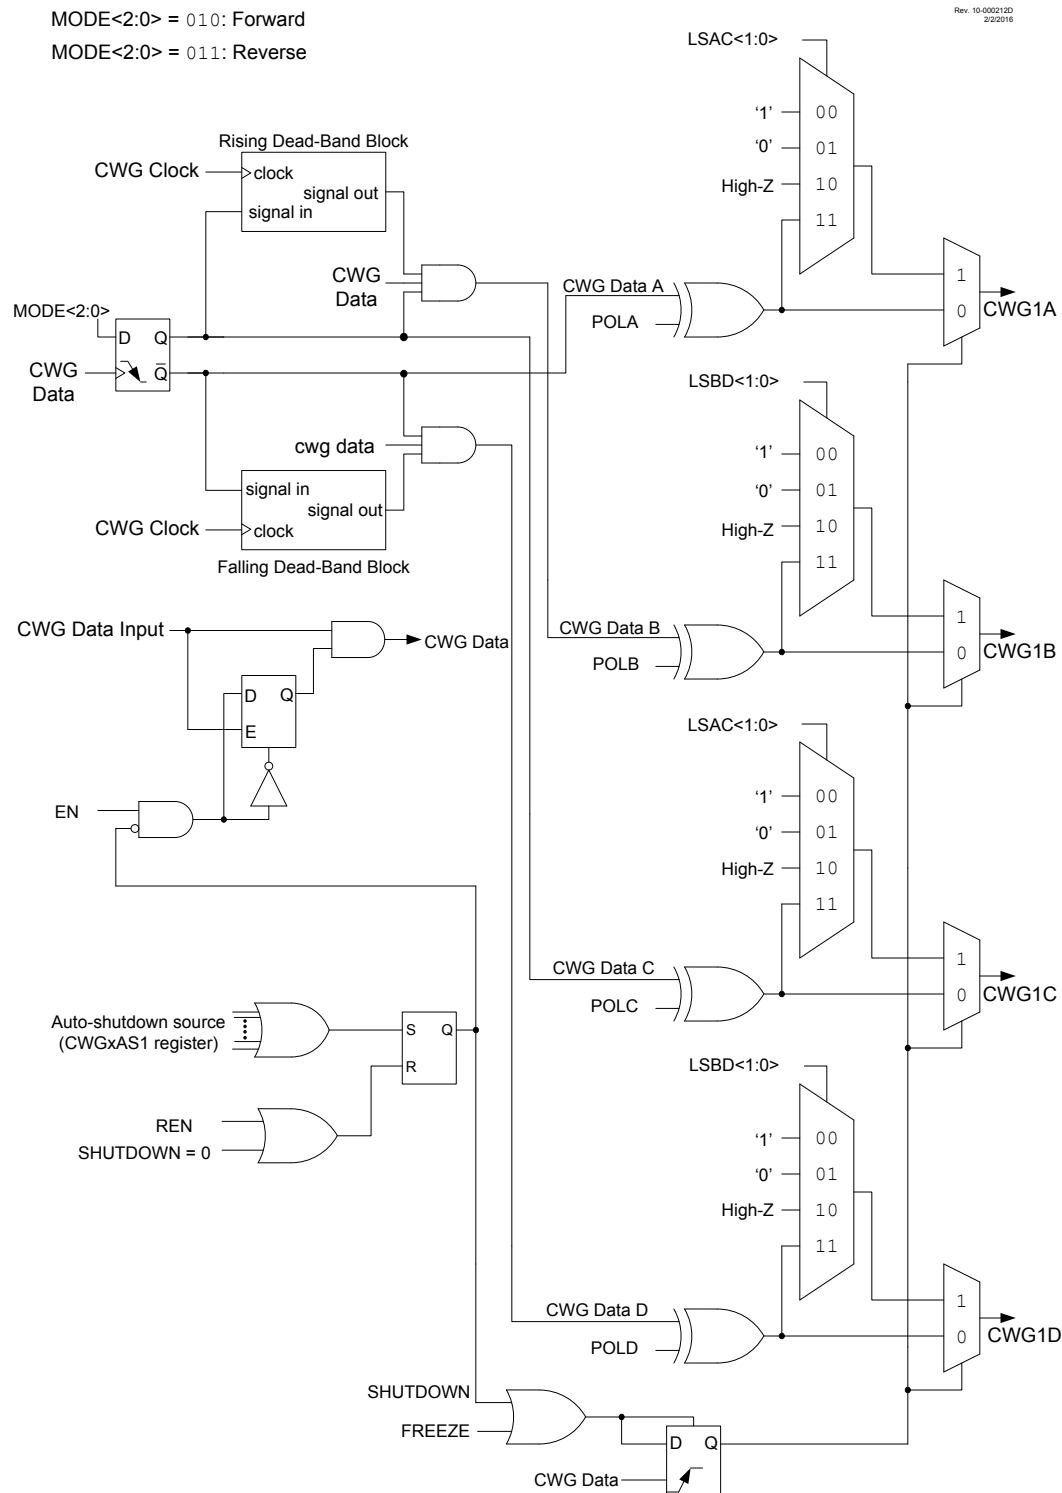 MODE<2:0> = 010: Forward
MODE<2:0> = 011: Reverse
Rev. 10-000212D
2/2/2016
LSAC<1:0>
'1'
00
'0'
01
High-Z
10
11
1
0
CWG1A
Rising Dead-Band Block
CWG Clock
clock
signal out
signal in
CWG
Data
CWG Data A
POLA
MODE<2:0>
D
Q
CWG
Data
Q
LSBD<1:0>
'1'
00
'0'
01
High-Z
10
11
1
0
CWG1B
cwg data
signal in
signal out
CWG Clock
clock
Falling Dead-Band Block
CWG Data B
POLB
CWG Data Input
CWG Data
D
Q
E
EN
LSAC<1:0>
'1'
00
'0'
01
High-Z
10
11
1
0
CWG1C
CWG Data C
POLC
Auto-shutdown source
(CWGxAS1 register)
S
Q
R
REN
SHUTDOWN = 0
LSBD<1:0>
'1'
00
'0'
01
High-Z
10
11
1
0
CWG1D
CWG Data D
POLD
SHUTDOWN
FREEZE
D
Q
CWG Data